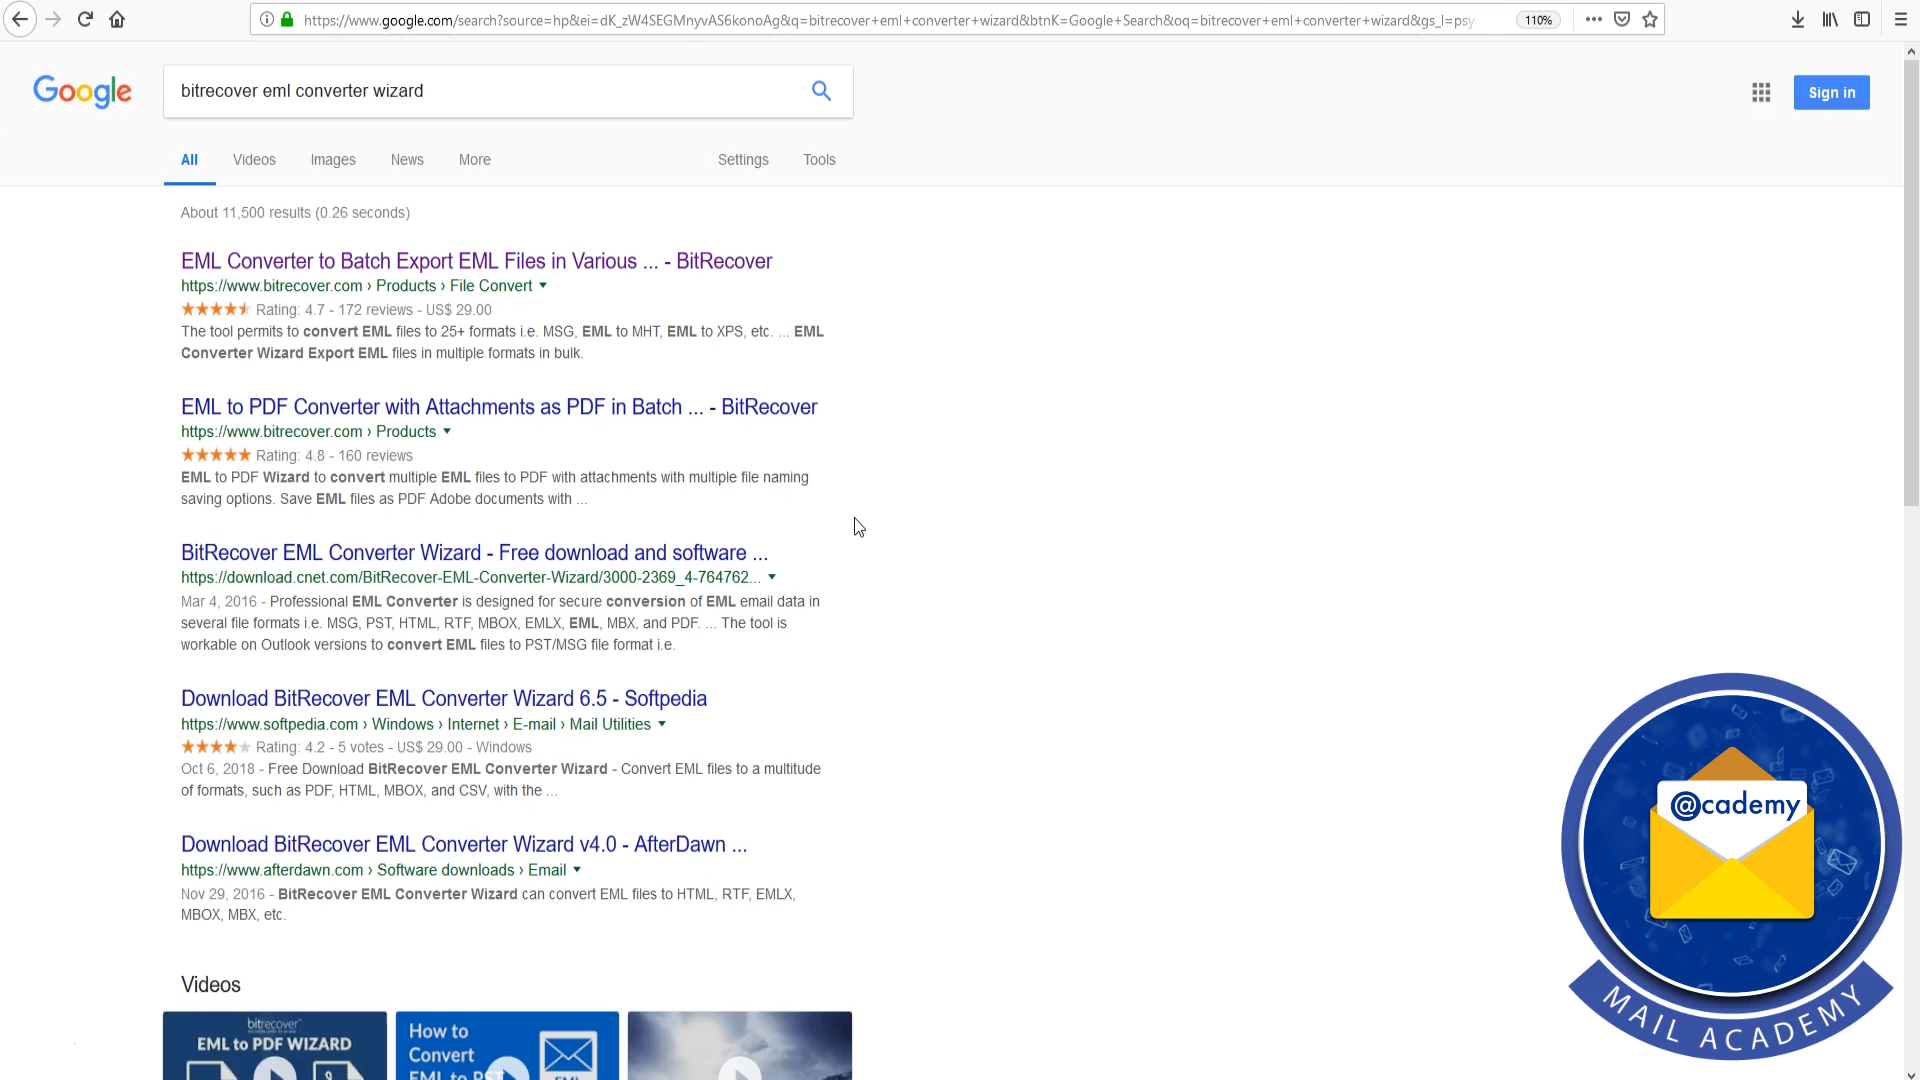 https://www.google.com/search?source=hp&ei=dK_zW4SEGMnyvAS6konoAg&q=bitrecover+eml+converter+wizard&btnK=Google+Search&oq=bitrecover+eml+converter+wizard&gs_l=psy
110%
Google
bitrecover eml converter wizard
Sign in
All Videos Images News More Settings Tools
About 11,500 results (0.26 seconds)
EML Converter to Batch Export EML Files in Various ... - BitRecover
https://www.bitrecover.com › Products › File Convert
Rating: 4.7 - 172 reviews - US$ 29.00
The tool permits to convert EML files to 25+ formats i.e. MSG, EML to MHT, EML to XPS, etc. ... EML
Converter Wizard Export EML files in multiple formats in bulk.
EML to PDF Converter with Attachments as PDF in Batch ... - BitRecover
https://www.bitrecover.com › Products
Rating: 4.8 - 160 reviews
EML to PDF Wizard to convert multiple EML files to PDF with attachments with multiple file naming
saving options. Save EML files as PDF Adobe documents with ...
BitRecover EML Converter Wizard - Free download and software ...
https://download.cnet.com/BitRecover-EML-Converter-Wizard/3000-2369_4-764762...
Mar 4, 2016 - Professional EML Converter is designed for secure conversion of EML email data in
several file formats i.e. MSG, PST, HTML, RTF, MBOX, EMLX, EML, MBX, and PDF. ... The tool is
workable on Outlook versions to convert EML files to PST/MSG file format i.e.
Download BitRecover EML Converter Wizard 6.5 - Softpedia
https://www.softpedia.com › Windows › Internet › E-mail › Mail Utilities
Rating: 4.2 - 5 votes - US$ 29.00 - Windows
Oct 6, 2018 - Free Download BitRecover EML Converter Wizard - Convert EML files to a multitude
of formats, such as PDF, HTML, MBOX, and CSV, with the ...
Download BitRecover EML Converter Wizard v4.0 - AfterDawn ...
https://www.afterdawn.com › Software downloads › Email
Nov 29, 2016 - BitRecover EML Converter Wizard can convert EML files to HTML, RTF, EMLX,
MBOX, MBX, etc.
Videos
bitrecover
EML to PDF WIZARD
How to
Convert
EML to PST
EML
@cademy
MAIL ACADEMY